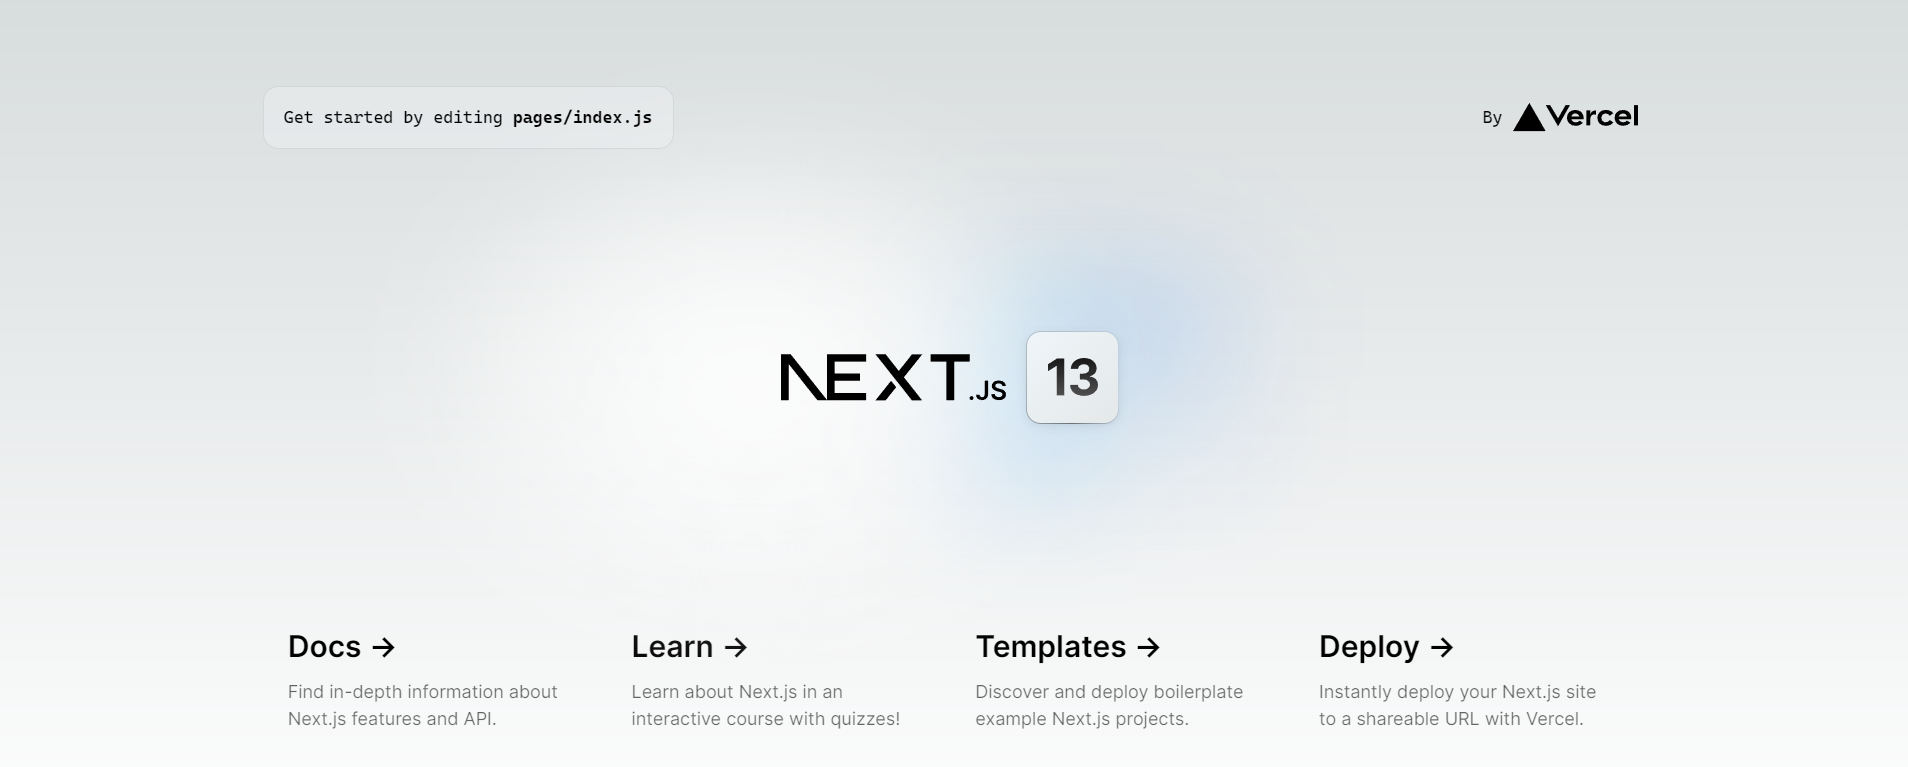 Get started by editing pages/index.js
By Vercel
NEXT.JS 13
Docs →
Find in-depth information about
Next.js features and API.
Learn →
Learn about Next.js in an
interactive course with quizzes!
Templates →
Discover and deploy boilerplate
example Next.js projects.
Deploy →
Instantly deploy your Next.js site
to a shareable URL with Vercel.